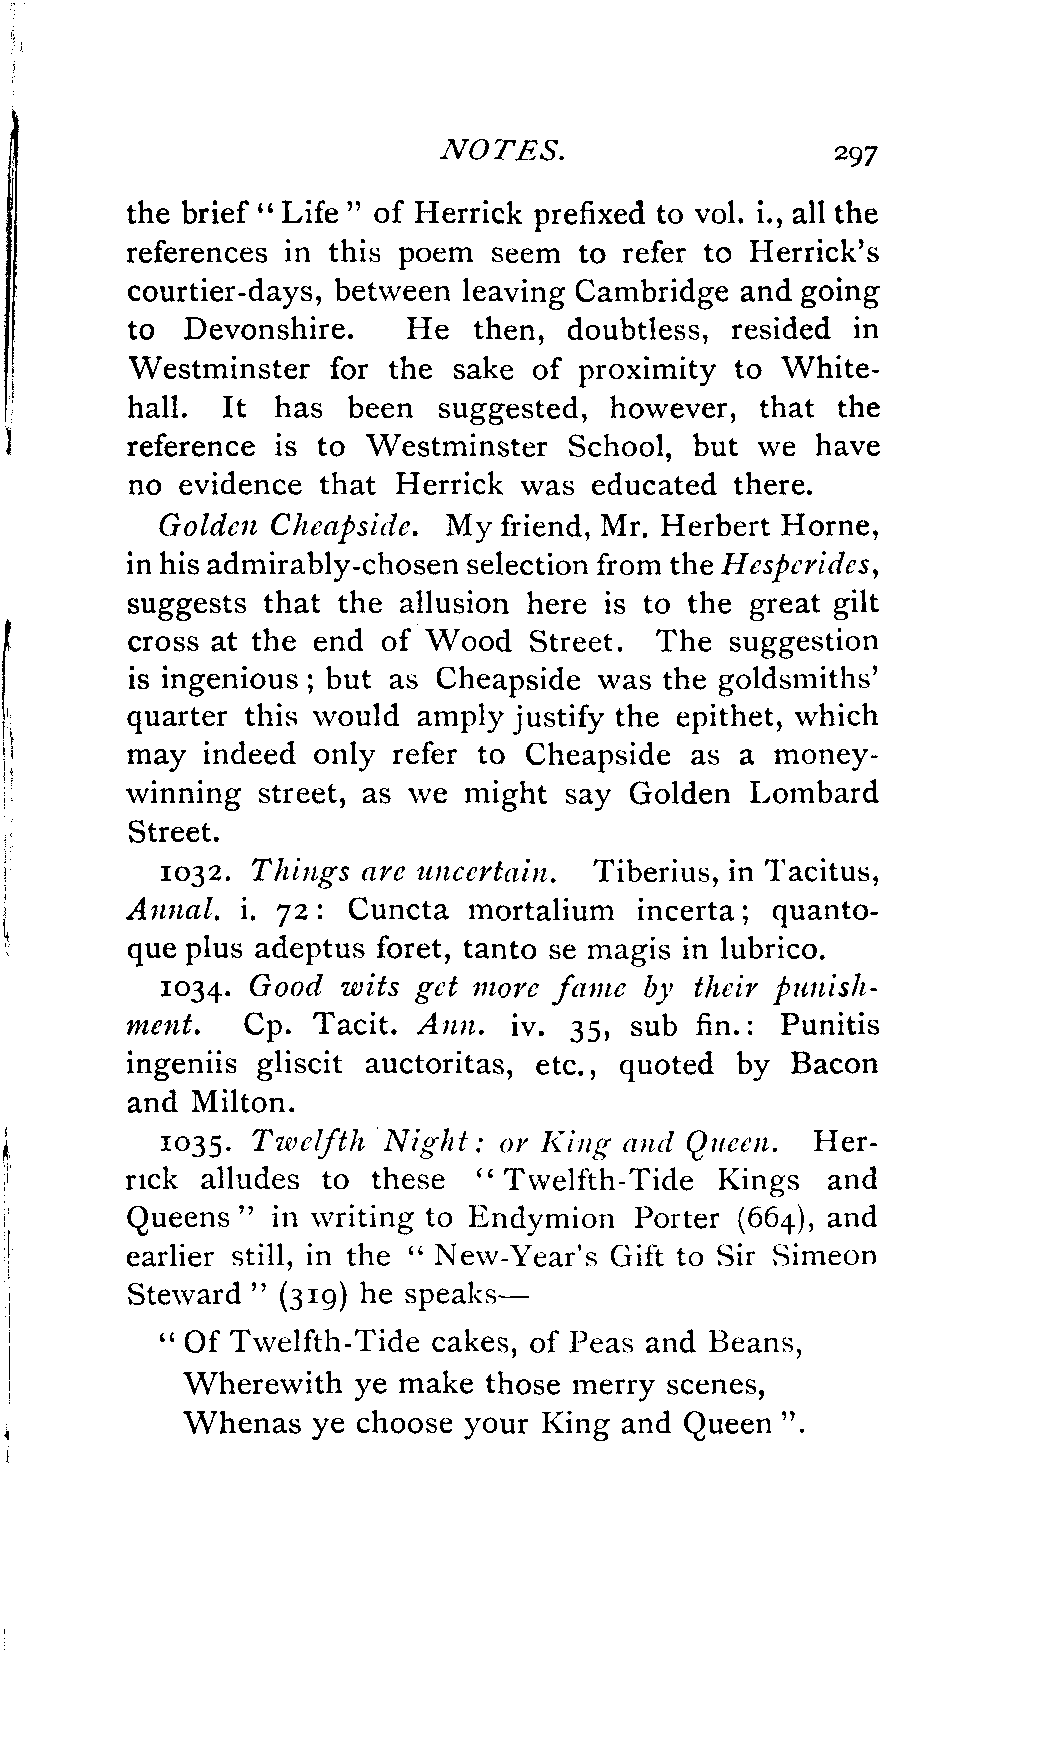 NOTES. 297
the brief “ Life ” of Herrick prefixed to vol. i., all the
references in this poem seem to refer to Herrick's
courtier-days, between leaving Cambridge and going
to Devonshire. He then, doubtless, resided in
Westminster for the sake of proximity to White-
hall. It has been suggested, however, that the
reference is to Westminster School, but we have
no evidence that Herrick was educated there.
Golden Cheapside. My friend, Mr. Herbert Horne,
in his admirably-chosen selection from the Hesperides,
suggests that the allusion here is to the great gilt
cross at the end of Wood Street. The suggestion
is ingenious ; but as Cheapside was the goldsmiths'
quarter this would amply justify the epithet, which
may indeed only refer to Cheapside as a money-
winning street, as we might say Golden Lombard
Street.
1032. Things are uncertain. Tiberius, in Tacitus,
Annal. i. 72 : Cuncta mortalium incerta ; quanto-
que plus adeptus foret, tanto se magis in lubrico.
1034. Good wits get more fame by their punish-
ment. Cp. Tacit. Ann. iv. 35, sub fin. : Punitis
ingeniis gliscit auctoritas, etc., quoted by Bacon
and Milton.
1035. Twelfth Night : or King and Queen. Her-
rick alludes to these “ Twelfth-Tide Kings and
Queens ” in writing to Endymion Porter (664), and
earlier still, in the “ New-Year's Gift to Sir Simeon
Steward ” (319) he speaks—
“ Of Twelfth-Tide cakes, of Peas and Beans,
Wherewith ye make those merry scenes,
Whenas ye choose your King and Queen ”.